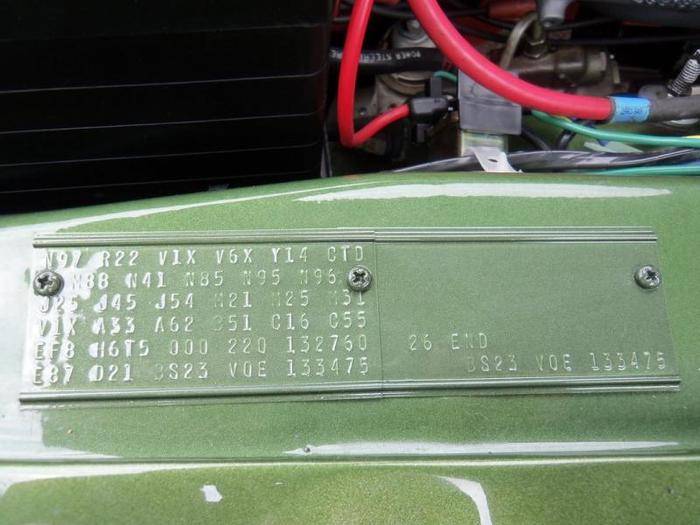 N97 R22 V1X V6X Y14 CTD
M88 N41 N85 N95 N96
J25 J45 J54 M21 M25 M31
V1X A33 A62 B51 C16 C55
EF8 H6T5 000 220 132760
E87 D21 BS23 V0E 133475
26 END
BS23 V0E 133475
POWER STEERING